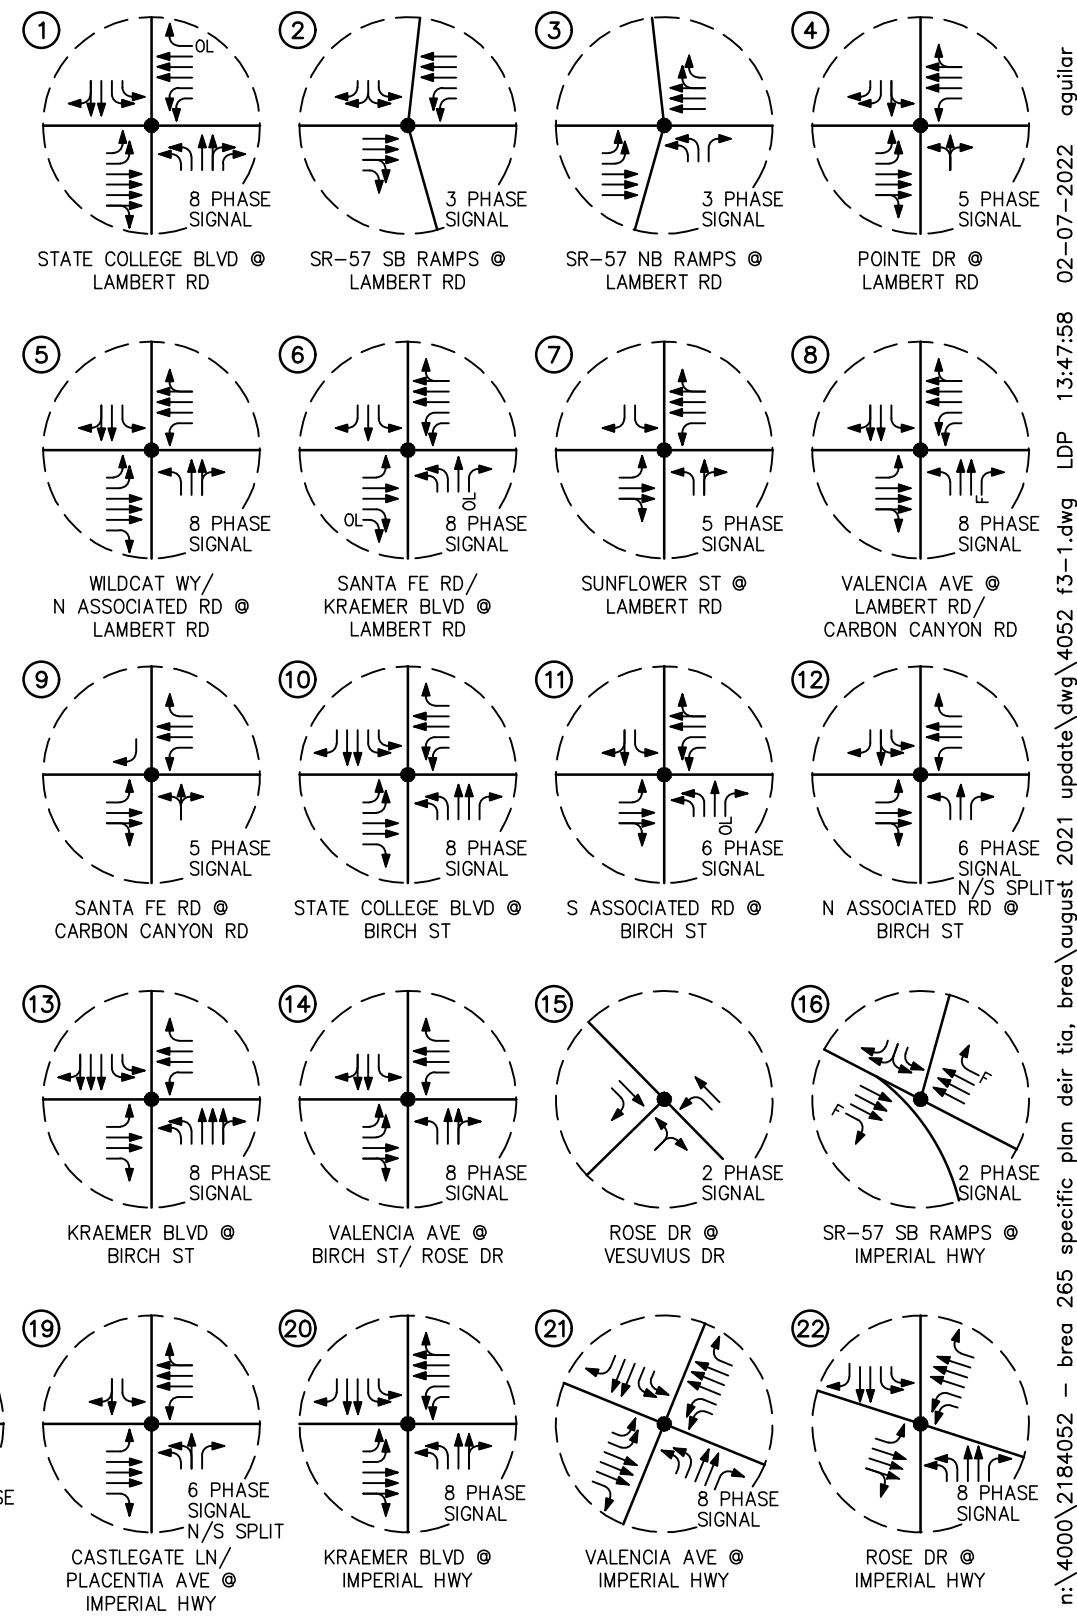 1
OL
8 PHASE
SIGNAL
STATE COLLEGE BLVD @
LAMBERT RD
2
3 PHASE
SIGNAL
SR-57 SB RAMPS @
LAMBERT RD
3
3 PHASE
SIGNAL
SR-57 NB RAMPS @
LAMBERT RD
4
5 PHASE
SIGNAL
POINTE DR @
LAMBERT RD
5
8 PHASE
SIGNAL
WILDCAT WY/
N ASSOCIATED RD @
LAMBERT RD
6
OL
OL
8 PHASE
SIGNAL
SANTA FE RD/
KRAEMER BLVD @
LAMBERT RD
7
5 PHASE
SIGNAL
SUNFLOWER ST @
LAMBERT RD
8
F
8 PHASE
SIGNAL
VALENCIA AVE @
LAMBERT RD/
CARBON CANYON RD
9
5 PHASE
SIGNAL
SANTA FE RD @
CARBON CANYON RD
10
8 PHASE
SIGNAL
STATE COLLEGE BLVD @
BIRCH ST
11
OL
6 PHASE
SIGNAL
S ASSOCIATED RD @
BIRCH ST
12
6 PHASE
SIGNAL
N/S SPLIT
N ASSOCIATED RD @
BIRCH ST
13
8 PHASE
SIGNAL
KRAEMER BLVD @
BIRCH ST
14
8 PHASE
SIGNAL
VALENCIA AVE @
BIRCH ST/ ROSE DR
15
2 PHASE
SIGNAL
ROSE DR @
VESUVIUS DR
16
F
F
2 PHASE
SIGNAL
SR-57 SB RAMPS @
IMPERIAL HWY
SE
19
6 PHASE
SIGNAL
N/S SPLIT
CASTLEGATE LN/
PLACENTIA AVE @
IMPERIAL HWY
20
8 PHASE
SIGNAL
KRAEMER BLVD @
IMPERIAL HWY
21
8 PHASE
SIGNAL
VALENCIA AVE @
IMPERIAL HWY
22
8 PHASE
SIGNAL
ROSE DR @
IMPERIAL HWY
n:\4000\2184052 - brea 265 specific plan deir tia, brea\august 2021 update\dwg\4052 f3-1.dwg LDP 13:47:58 02-07-2022 aguilar